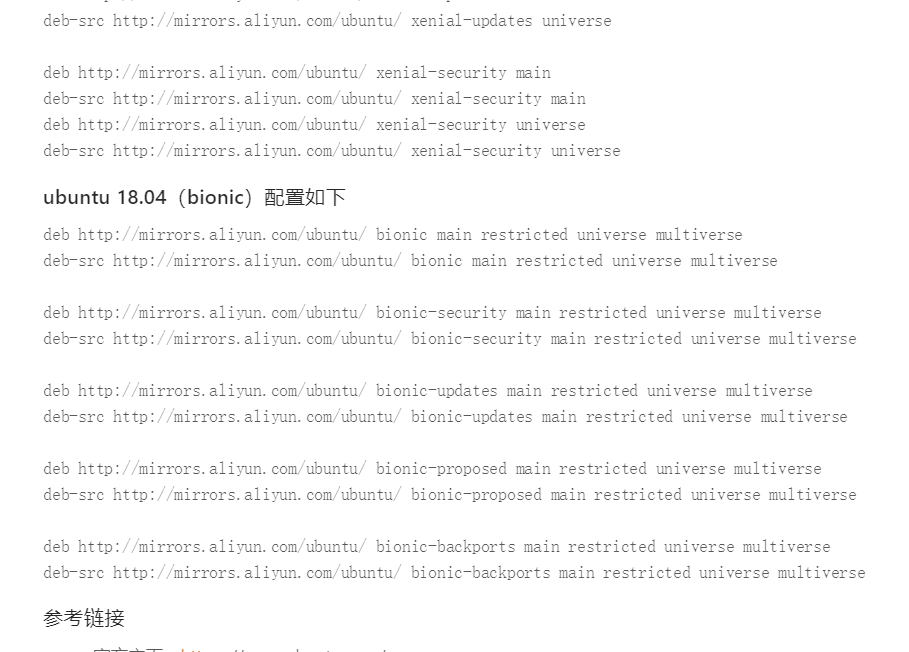 deb-src http://mirrors.aliyun.com/ubuntu/ xenial-updates universe
deb http://mirrors.aliyun.com/ubuntu/ xenial-security main
deb-src http://mirrors.aliyun.com/ubuntu/ xenial-security main
deb http://mirrors.aliyun.com/ubuntu/ xenial-security universe
deb-src http://mirrors.aliyun.com/ubuntu/ xenial-security universe
ubuntu 18.04（bionic）配置如下
deb http://mirrors.aliyun.com/ubuntu/ bionic main restricted universe multiverse
deb-src http://mirrors.aliyun.com/ubuntu/ bionic main restricted universe multiverse
deb http://mirrors.aliyun.com/ubuntu/ bionic-security main restricted universe multiverse
deb-src http://mirrors.aliyun.com/ubuntu/ bionic-security main restricted universe multiverse
deb http://mirrors.aliyun.com/ubuntu/ bionic-updates main restricted universe multiverse
deb-src http://mirrors.aliyun.com/ubuntu/ bionic-updates main restricted universe multiverse
deb http://mirrors.aliyun.com/ubuntu/ bionic-proposed main restricted universe multiverse
deb-src http://mirrors.aliyun.com/ubuntu/ bionic-proposed main restricted universe multiverse
deb http://mirrors.aliyun.com/ubuntu/ bionic-backports main restricted universe multiverse
deb-src http://mirrors.aliyun.com/ubuntu/ bionic-backports main restricted universe multiverse
参考链接